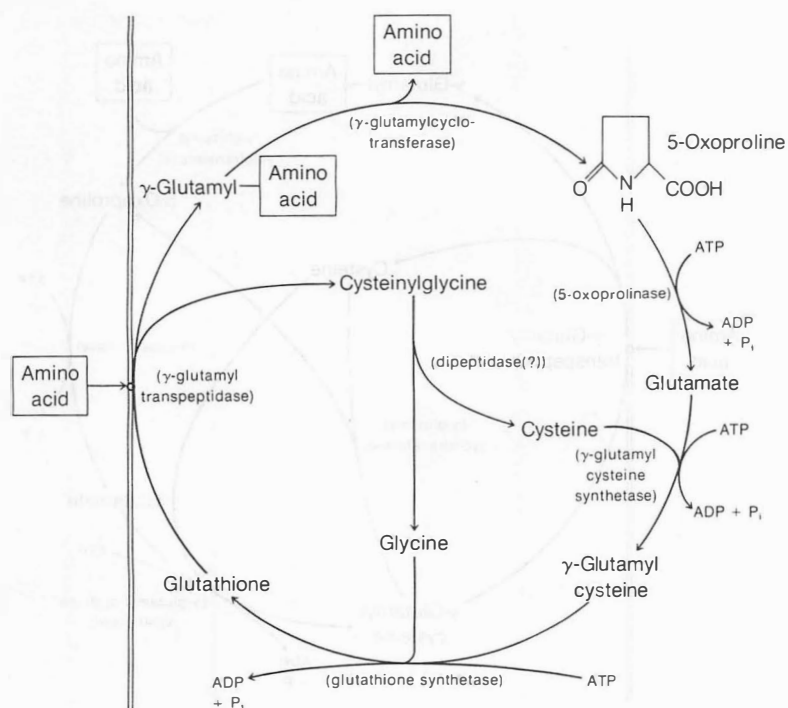 Amino
acid
(γ-glutamylcyclo-
transferase)
5-Oxoproline
O
N
H
COOH
γ-Glutamyl
Amino
acid
ATP
(5-oxoprolinase)
ADP
+ Pi
Cysteinylglycine
(dipeptidase(?))
Amino
acid
(γ-glutamyl
transpeptidase)
Glutamate
Cysteine
ATP
(γ-glutamyl
cysteine
synthetase)
ADP + Pi
Glycine
γ-Glutamyl
cysteine
Glutathione
ADP
+ Pi
(glutathione synthetase)
ATP